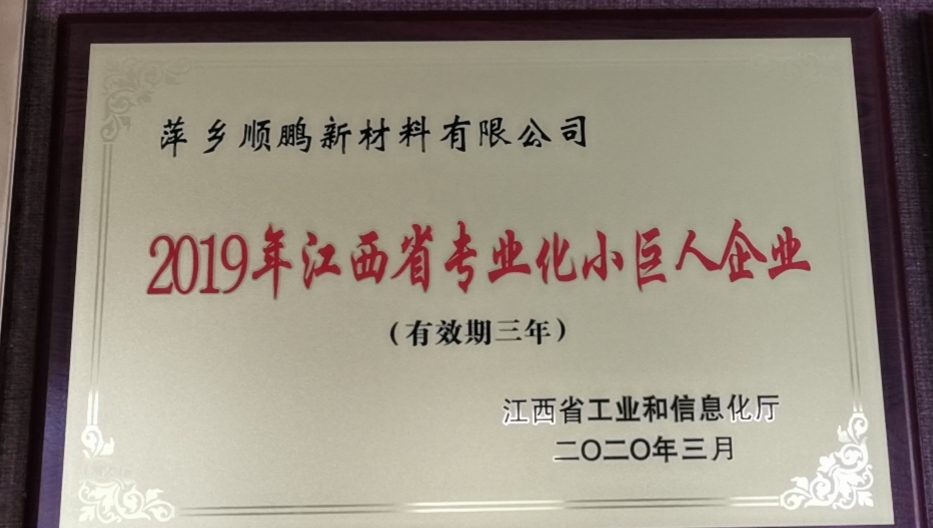 萍乡顺鹏新材料有限公司
2019年江西省专业化小巨人企业
（有效期三年）
江西省工业和信息化厅
二〇二〇年三月